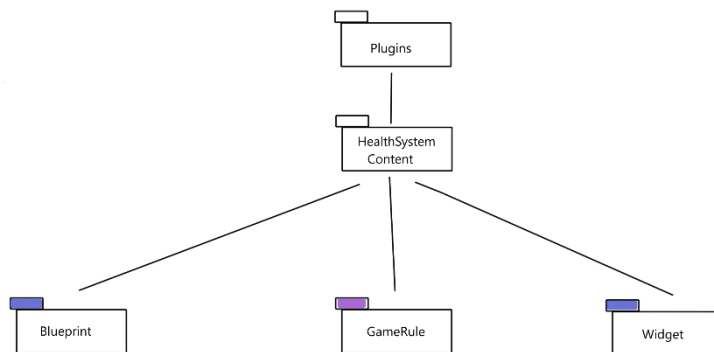 Plugins
HealthSystem
Content
Blueprint
GameRule
Widget